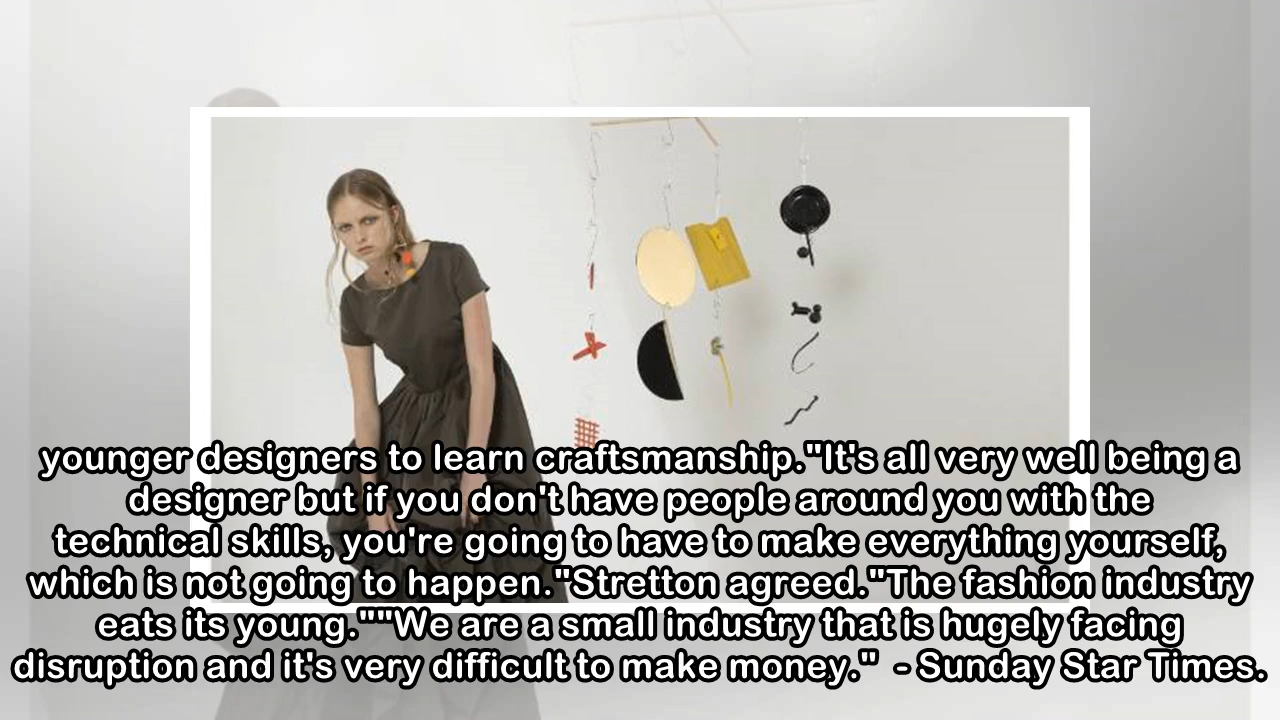 younger designers to learn craftsmanship."It's all very well being a
designer but if you don't have people around you with the
technical skills, you're going to have to make everything yourself,
which is not going to happen."Stretton agreed."The fashion industry
eats its young.""We are a small industry that is hugely facing
disruption and it's very difficult to make money."  - Sunday Star Times.